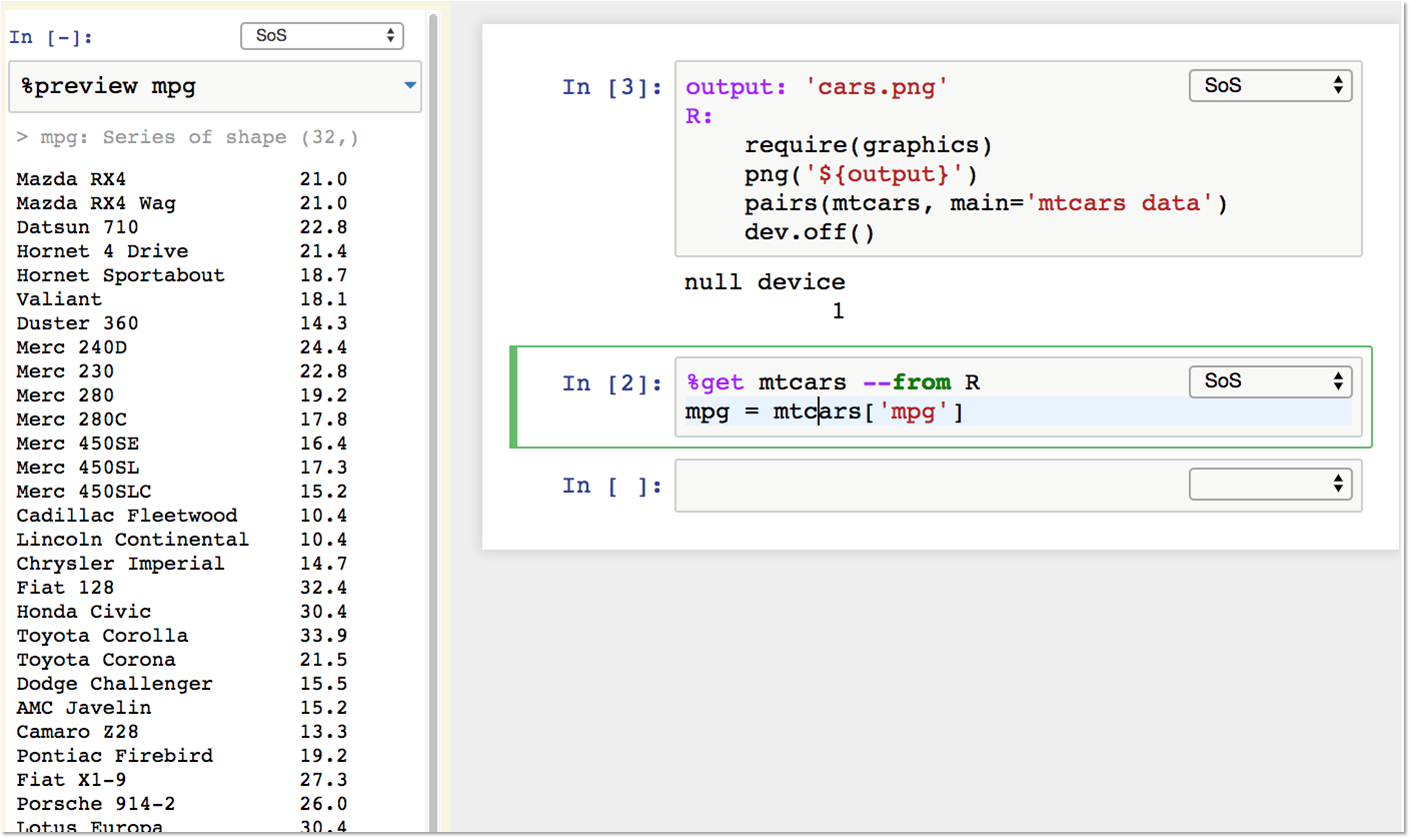 In [-]: SoS
%preview mpg
> mpg: Series of shape (32,)
Mazda RX4 21.0
Mazda RX4 Wag 21.0
Datsun 710 22.8
Hornet 4 Drive 21.4
Hornet Sportabout 18.7
Valiant 18.1
Duster 360 14.3
Merc 240D 24.4
Merc 230 22.8
Merc 280 19.2
Merc 280C 17.8
Merc 450SE 16.4
Merc 450SL 17.3
Merc 450SLC 15.2
Cadillac Fleetwood 10.4
Lincoln Continental 10.4
Chrysler Imperial 14.7
Fiat 128 32.4
Honda Civic 30.4
Toyota Corolla 33.9
Toyota Corona 21.5
Dodge Challenger 15.5
AMC Javelin 15.2
Camaro Z28 13.3
Pontiac Firebird 19.2
Fiat X1-9 27.3
Porsche 914-2 26.0
Lotus Europa 30.4
In [3]: output: 'cars.png' SoS
R:
require(graphics)
png('${output}')
pairs(mtcars, main='mtcars data')
dev.off()
null device
1
In [2]: %get mtcars --from R SoS
mpg = mtcars['mpg']
In [ ]: